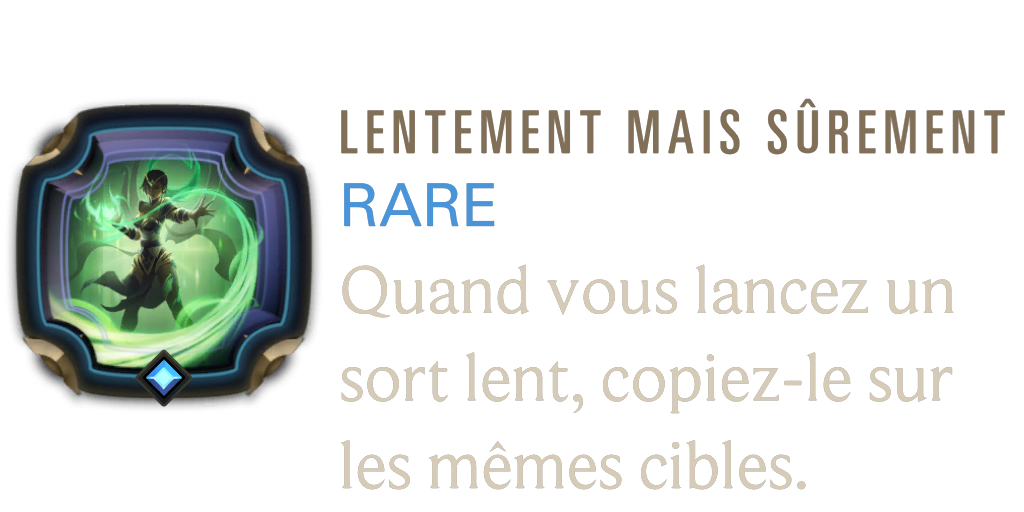 LENTEMENT MAIS SÛREMENT
RARE
Quand vous lancez un
sort lent, copiez-le sur
les mêmes cibles.